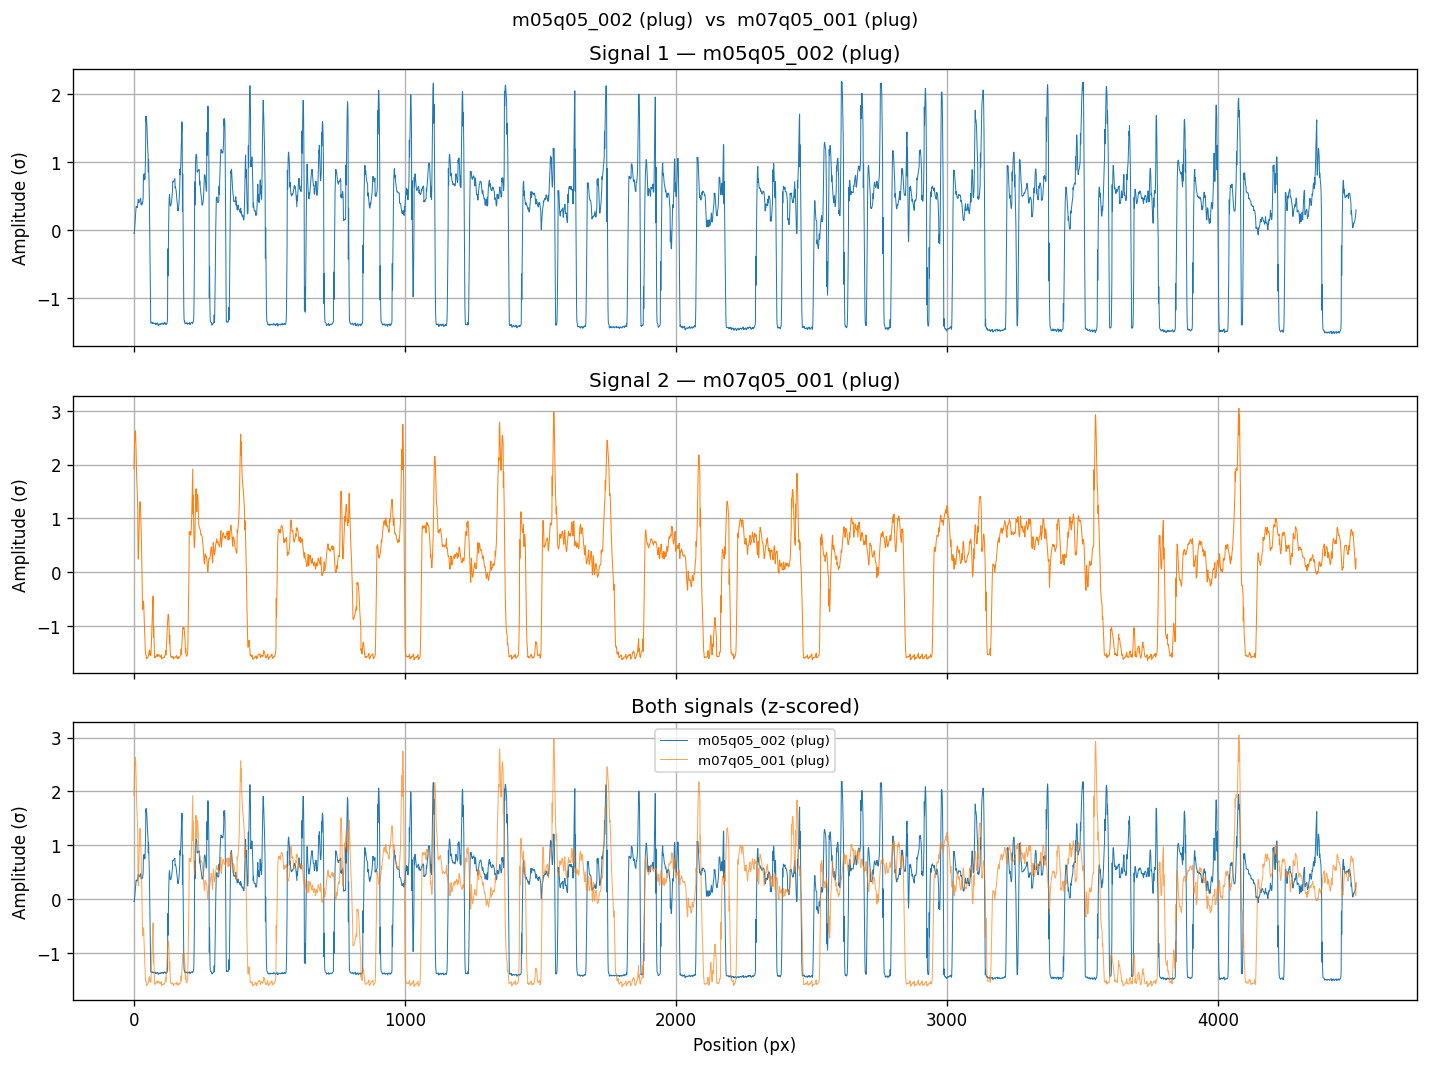 m05q05_002 (plug)  vs  m07q05_001 (plug)
Signal 1 — m05q05_002 (plug)
2
1
0
−1
Amplitude (σ)
Signal 2 — m07q05_001 (plug)
3
2
1
0
−1
Amplitude (σ)
Both signals (z-scored)
m05q05_002 (plug)
m07q05_001 (plug)
3
2
1
0
−1
Amplitude (σ)
0 1000 2000 3000 4000
Position (px)